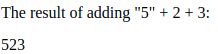 The result of adding "5" + 2 + 3:
523